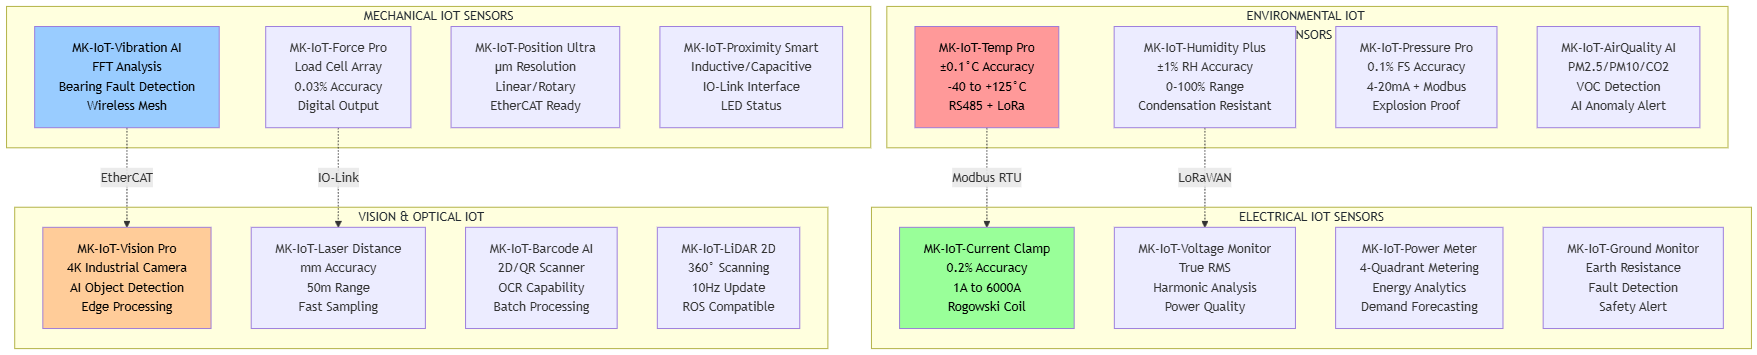 MECHANICAL IOT SENSORS
MK-IoT-Vibration AI
FFT Analysis
Bearing Fault Detection
Wireless Mesh
MK-IoT-Force Pro
Load Cell Array
0.03% Accuracy
Digital Output
MK-IoT-Position Ultra
µm Resolution
Linear/Rotary
EtherCAT Ready
MK-IoT-Proximity Smart
Inductive/Capacitive
IO-Link Interface
LED Status
ENVIRONMENTAL IOT
NSORS
MK-IoT-Temp Pro
±0.1°C Accuracy
-40 to +125°C
RS485 + LoRa
MK-IoT-Humidity Plus
±1% RH Accuracy
0-100% Range
Condensation Resistant
MK-IoT-Pressure Pro
0.1% FS Accuracy
4-20mA + Modbus
Explosion Proof
MK-IoT-AirQuality AI
PM2.5/PM10/CO2
VOC Detection
AI Anomaly Alert
EtherCAT
IO-Link
Modbus RTU
LoRaWAN
VISION & OPTICAL IOT
MK-IoT-Vision Pro
4K Industrial Camera
AI Object Detection
Edge Processing
MK-IoT-Laser Distance
mm Accuracy
50m Range
Fast Sampling
MK-IoT-Barcode AI
2D/QR Scanner
OCR Capability
Batch Processing
MK-IoT-LiDAR 2D
360° Scanning
10Hz Update
ROS Compatible
ELECTRICAL IOT SENSORS
MK-IoT-Current Clamp
0.2% Accuracy
1A to 6000A
Rogowski Coil
MK-IoT-Voltage Monitor
True RMS
Harmonic Analysis
Power Quality
MK-IoT-Power Meter
4-Quadrant Metering
Energy Analytics
Demand Forecasting
MK-IoT-Ground Monitor
Earth Resistance
Fault Detection
Safety Alert